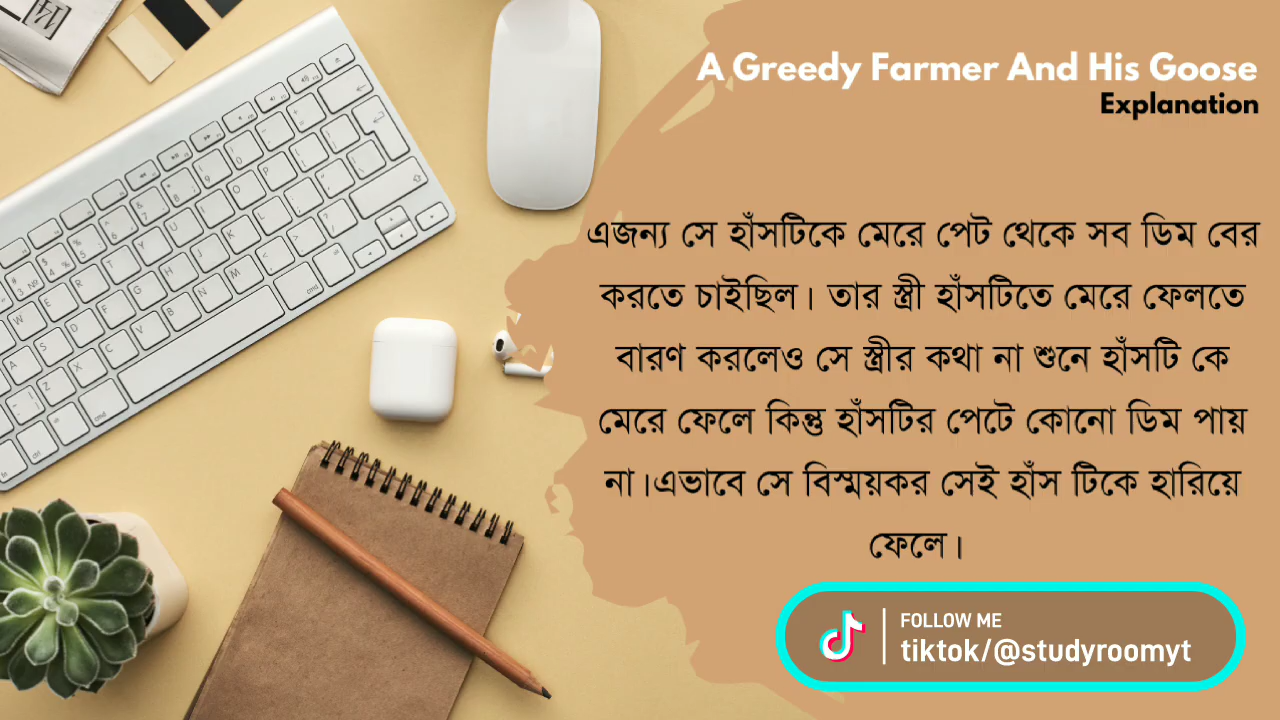 A Greedy Farmer And His Goose
Explanation
এজন্য সে হাঁসটিকে মেরে পেট থেকে সব ডিম বের
করতে চাইছিল। তার স্ত্রী হাঁসটিতে মেরে ফেলতে
বারণ করলেও সে স্ত্রীর কথা না শুনে হাঁসটি কে
মেরে ফেলে কিন্তু হাঁসটির পেটে কোনো ডিম পায়
না।এভাবে সে বিস্ময়কর সেই হাঁস টিকে হারিয়ে
ফেলে।
FOLLOW ME
tiktok/@studyroomyt